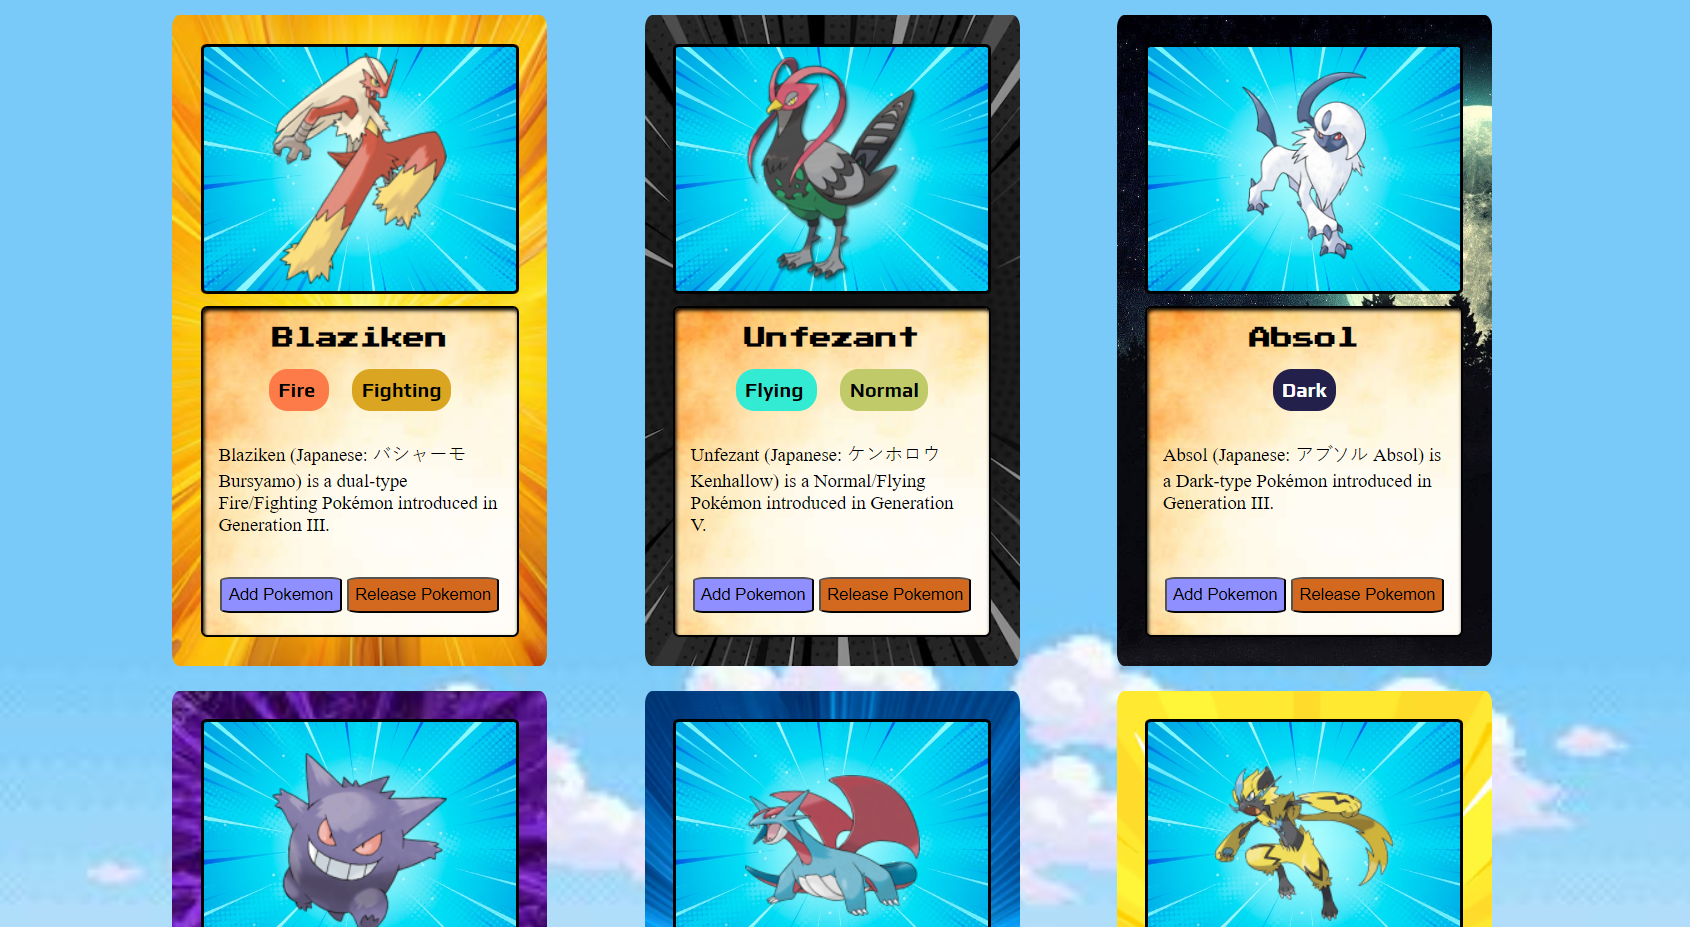 Blaziken
Fire
Fighting
Blaziken (Japanese: バシャーモ
Bursyamo) is a dual-type
Fire/Fighting Pokémon introduced in
Generation III.
Add Pokemon
Release Pokemon
Unfezant
Flying
Normal
Unfezant (Japanese: ケンホロウ
Kenhallow) is a Normal/Flying
Pokémon introduced in Generation
V.
Add Pokemon
Release Pokemon
Absol
Dark
Absol (Japanese: アブソル Absol) is
a Dark-type Pokémon introduced in
Generation III.
Add Pokemon
Release Pokemon